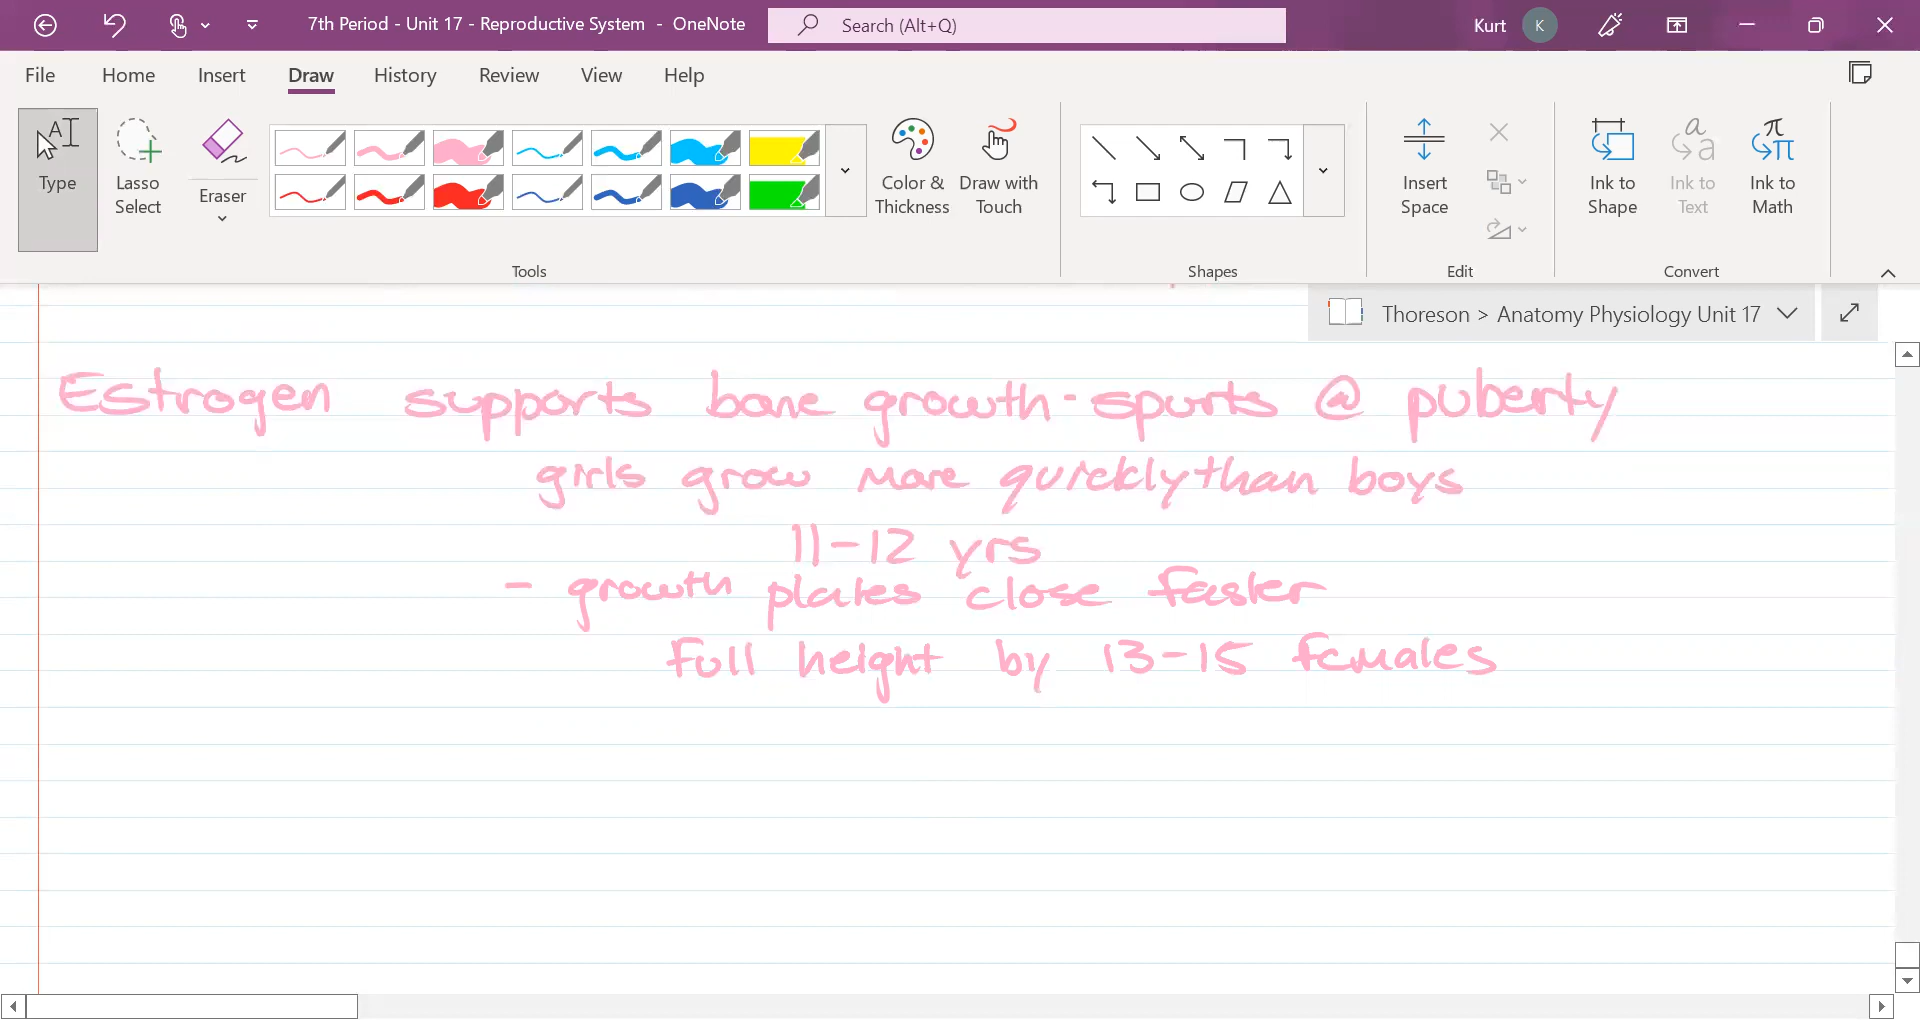 7th Period - Unit 17 - Reproductive System - OneNote
Search (Alt+Q)
Kurt K
File Home Insert Draw History Review View Help
Type
Lasso Select
Eraser
Color & Thickness
Draw with Touch
Insert Space
Ink to Shape
Ink to Text
Ink to Math
Tools
Shapes
Edit
Convert
Thoreson > Anatomy Physiology Unit 17
Estrogen supports bone growth - spurts @ puberty
girls grow more quickly than boys
11-12 yrs
- growth plates close faster
full height by 13-15 females